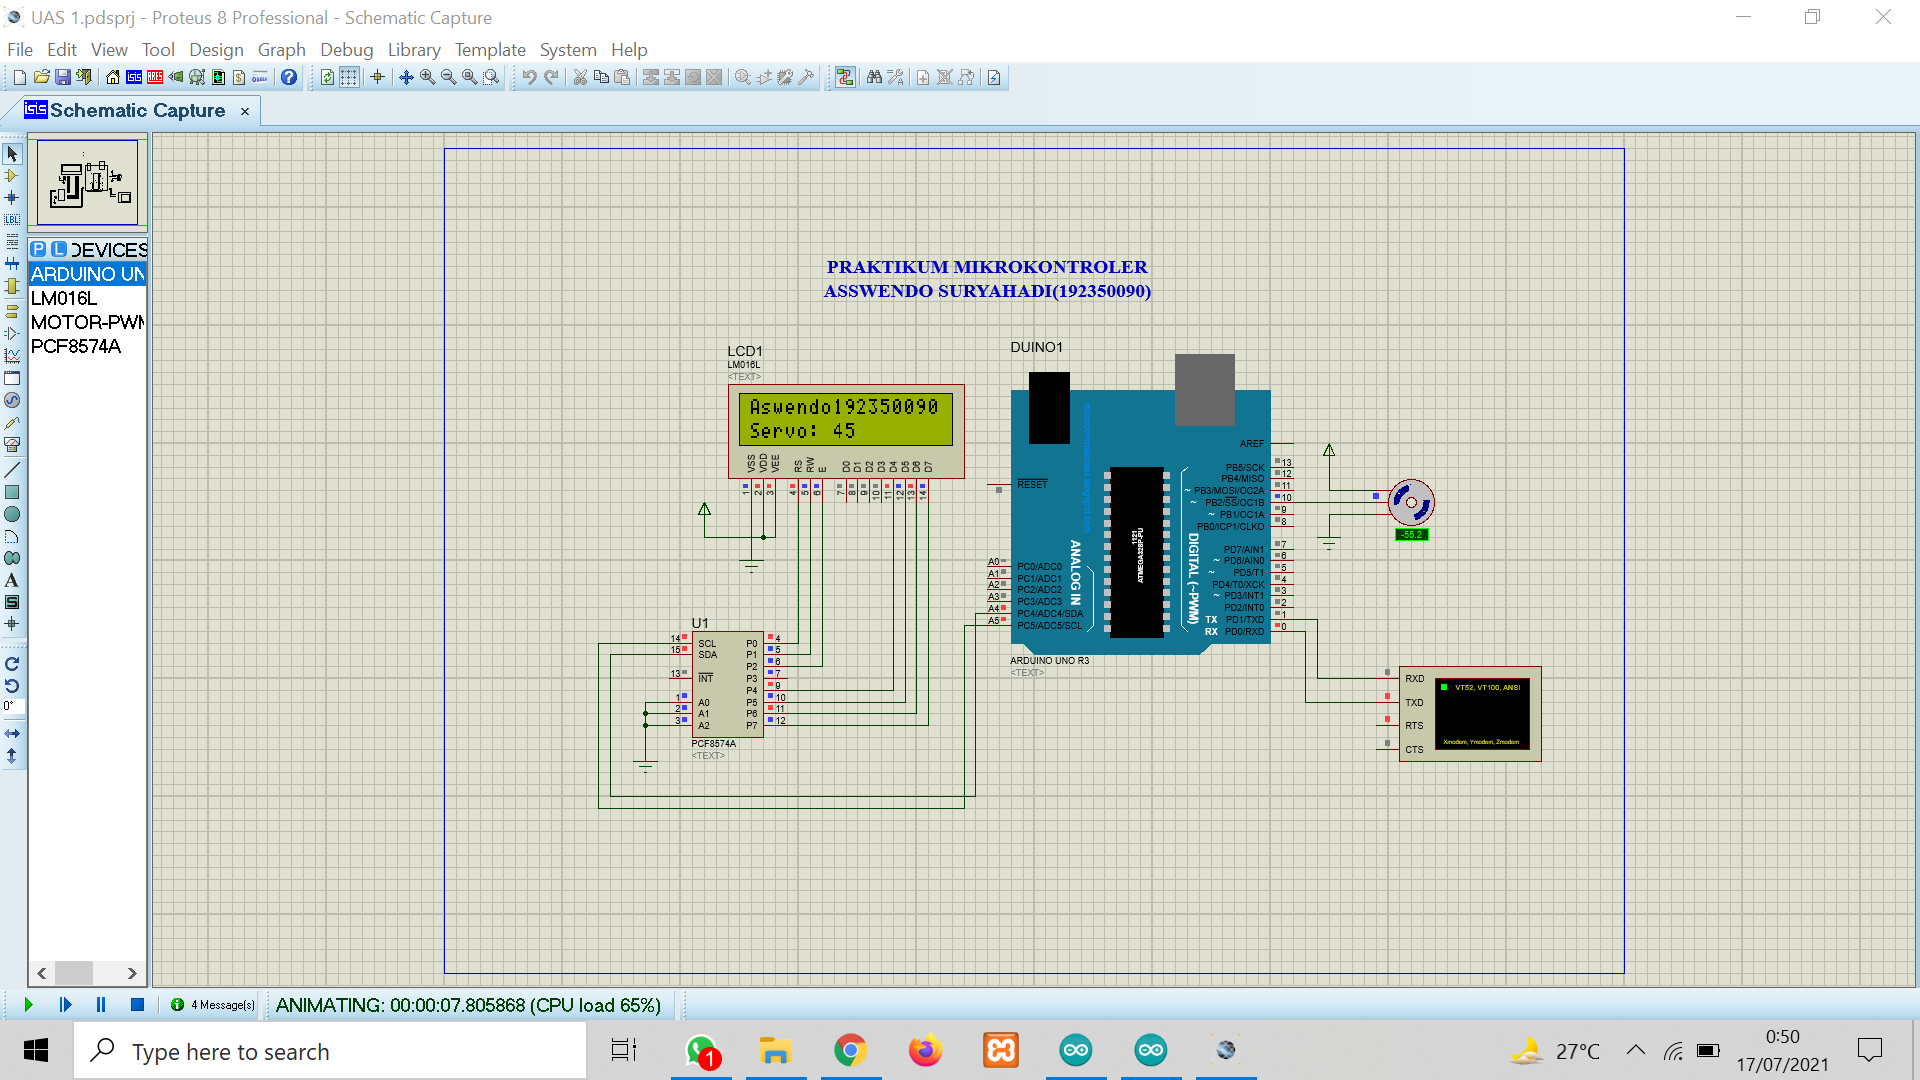 UAS 1.pdsprj - Proteus 8 Professional - Schematic Capture
File Edit View Tool Design Graph Debug Library Template System Help
isis Schematic Capture ×
P L DEVICES
ARDUINO UN
LM016L
MOTOR-PWM
PCF8574A
PRAKTIKUM MIKROKONTROLER
ASSWENDO SURYAHADI(192350090)
LCD1
LM016L
<TEXT>
Aswendo192350090
Servo: 45
VSS VDD VEE RS RW E D0 D1 D2 D3 D4 D5 D6 D7
1 2 3 4 5 6 7 8 9 10 11 12 13 14
DUINO1
RESET
AREF
PB5/SCK 13
PB4/MISO 12
~ PB3/MOSI/OC2A 11
~ PB2/SS/OC1B 10
~ PB1/OC1A 9
PB0/ICP1/CLKO 8
PD7/AIN1 7
~ PD6/AIN0 6
~ PD5/T1 5
PD4/T0/XCK 4
~ PD3/INT1 3
PD2/INT0 2
TX PD1/TXD 1
RX PD0/RXD 0
DIGITAL (~PWM)
ANALOG IN
1121
ATMEGA328P-PU
A0 PC0/ADC0
A1 PC1/ADC1
A2 PC2/ADC2
A3 PC3/ADC3
A4 PC4/ADC4/SDA
A5 PC5/ADC5/SCL
ARDUINO UNO R3
<TEXT>
-55.2
U1
14 SCL P0 4
15 SDA P1 5
P2 6
13 INT P3 7
P4 9
1 A0 P5 10
2 A1 P6 11
3 A2 P7 12
PCF8574A
<TEXT>
RXD
TXD
RTS
CTS
VT52, VT100, ANSI
Xmodem, Ymodem, Zmodem
0°
4 Message(s)
ANIMATING: 00:00:07.805868 (CPU load 65%)
Type here to search
1
27°C
0:50
17/07/2021